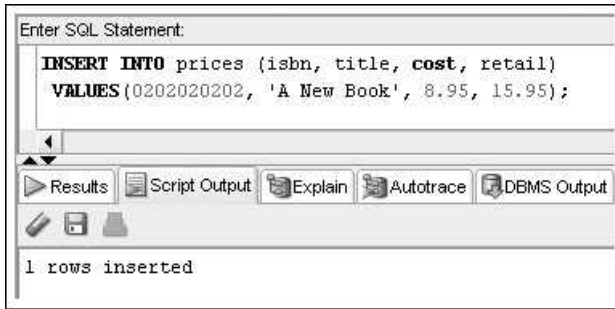 Enter SQL Statement:
INSERT INTO prices (isbn, title, cost, retail)
VALUES(0202020202, 'A New Book', 8.95, 15.95);
Results Script Output Explain Autotrace DBMS Output
1 rows inserted